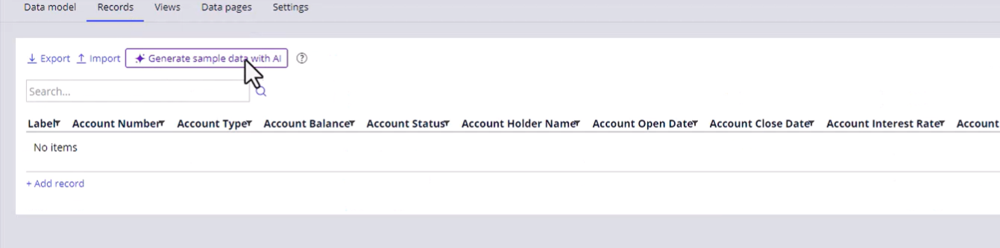 Data model Records Views Data pages Settings
Export Import Generate sample data with AI ?
Search...
Label Account Number Account Type Account Balance Account Status Account Holder Name Account Open Date Account Close Date Account Interest Rate Account
No items
+ Add record